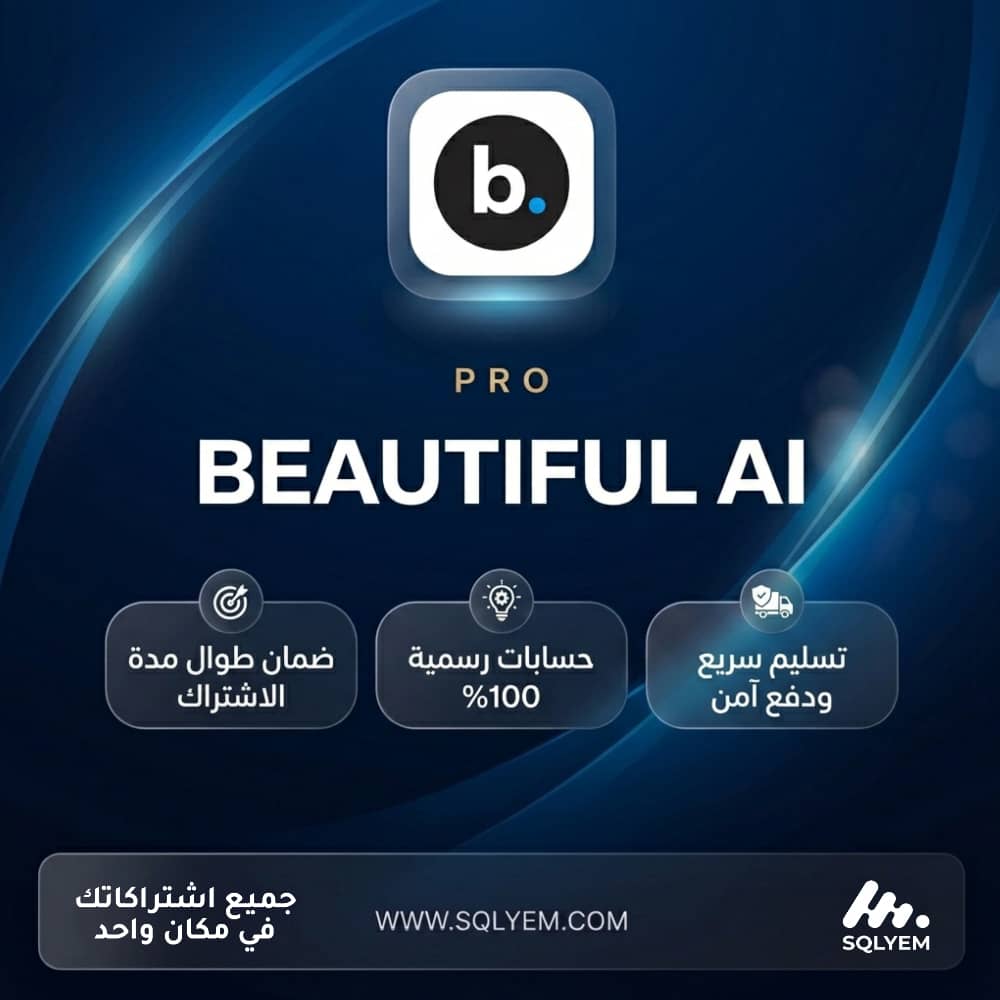 b.
PRO
BEAUTIFUL AI
تسليم سريع
ودفع آمن
حسابات رسمية
%100
ضمان طوال مدة
الاشتراك
جميع اشتراكاتك
في مكان واحد
WWW.SQLYEM.COM
SQLYEM